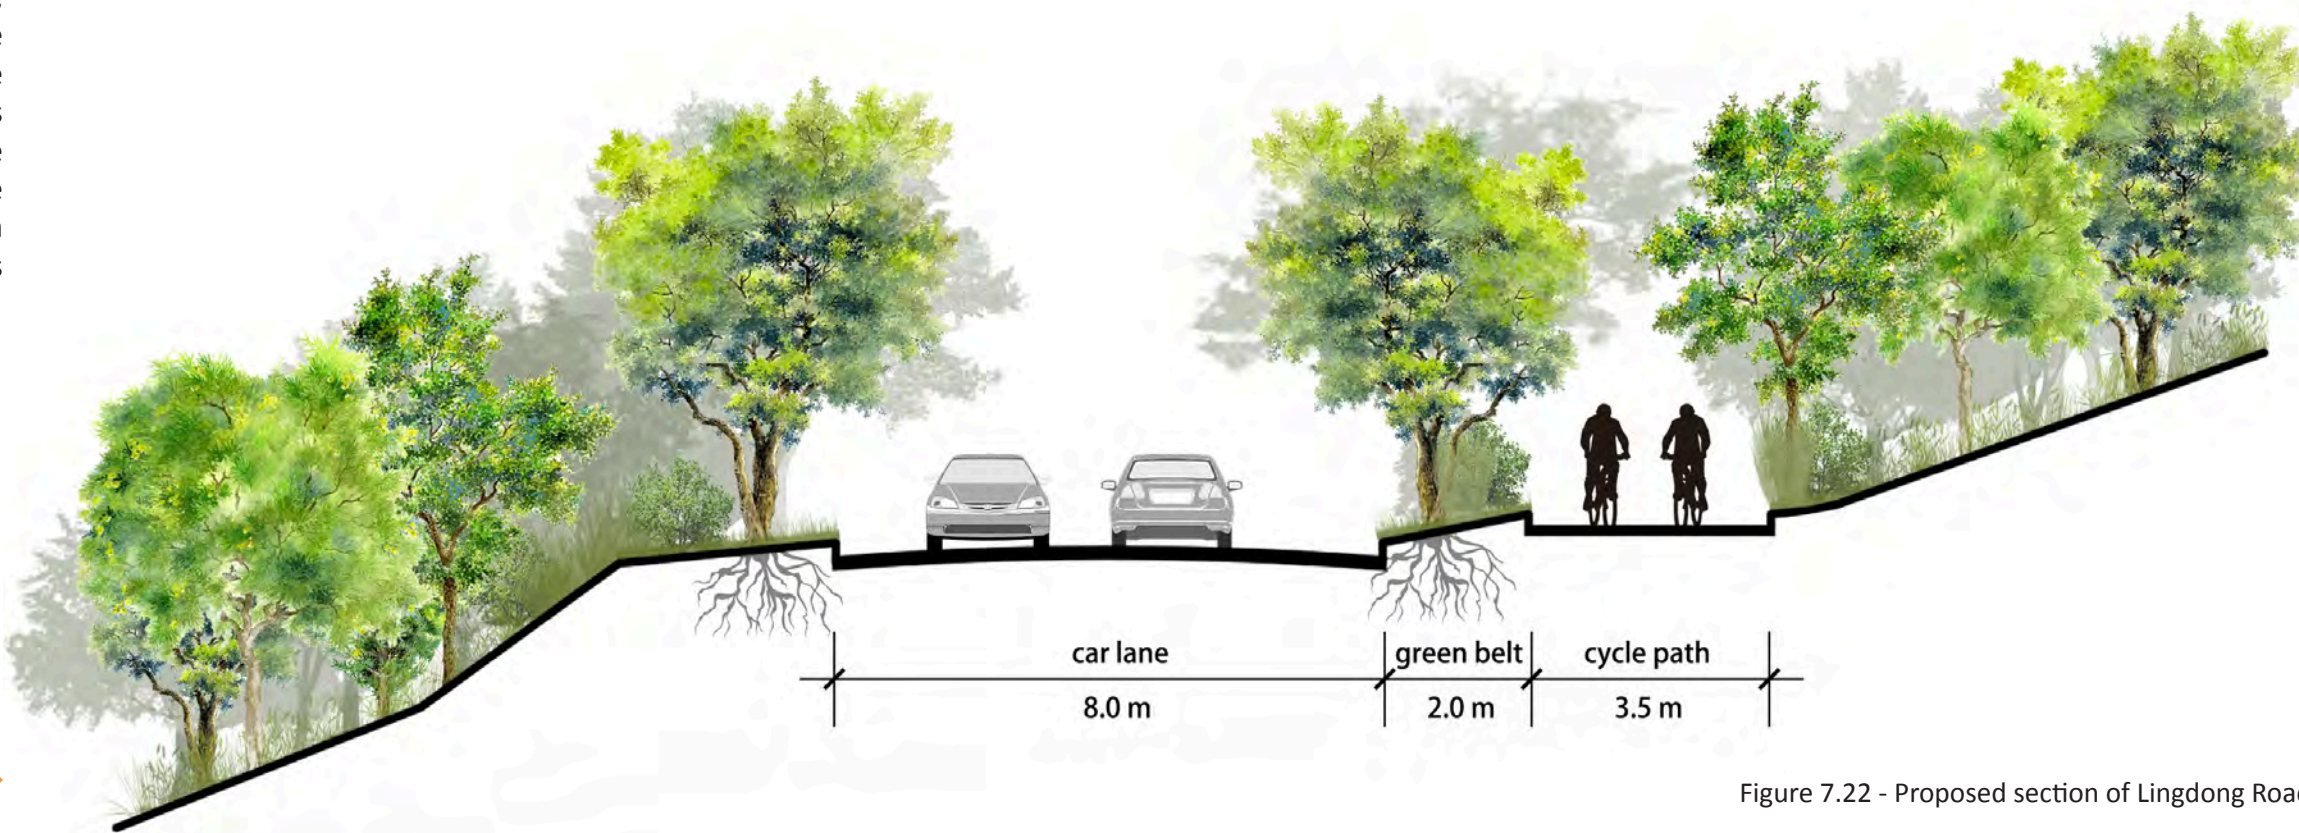 car lane
green belt
cycle path
8.0 m
2.0 m
3.5 m
Figure 7.22 - Proposed section of Lingdong Road